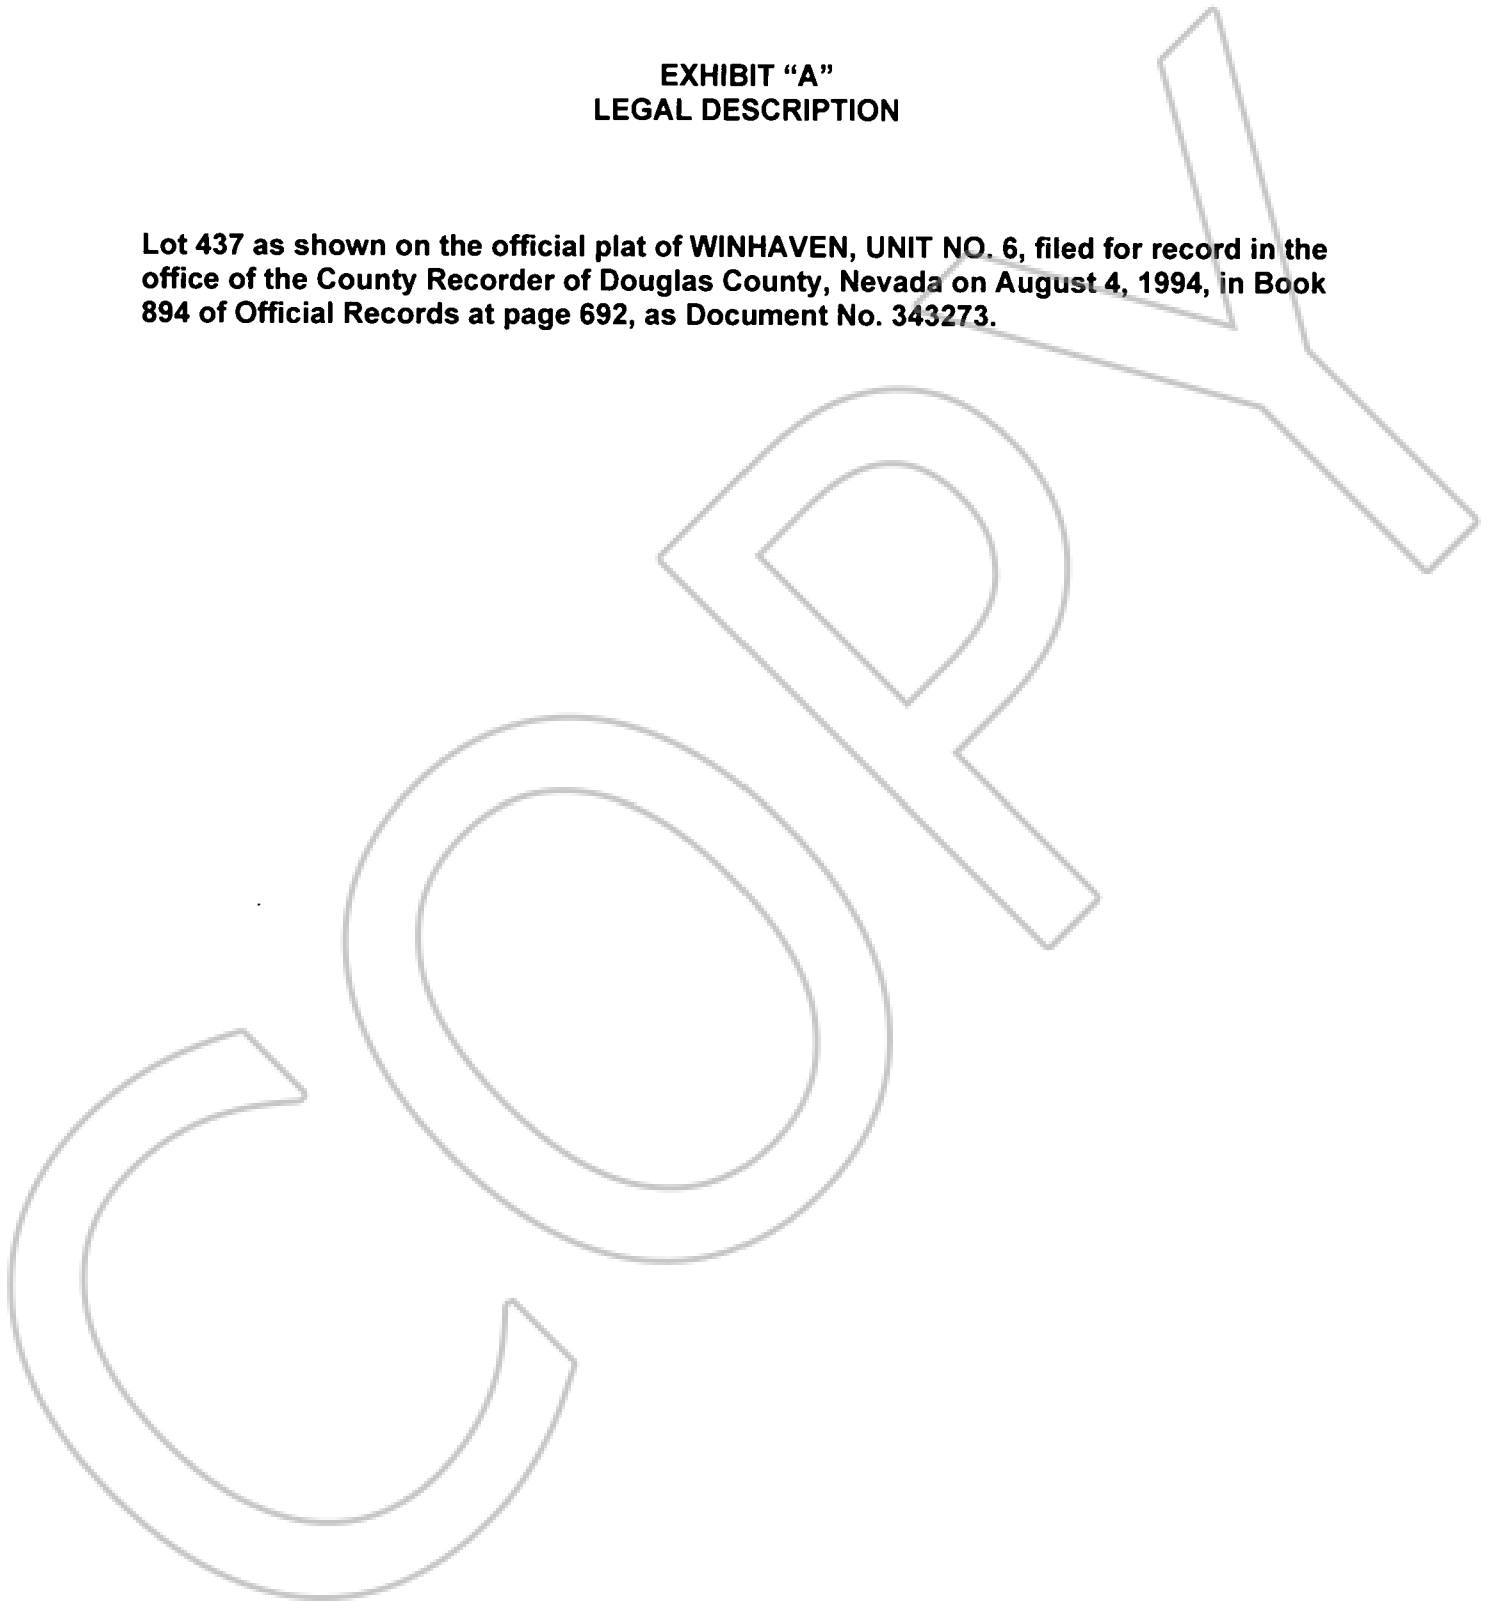 EXHIBIT “A”
LEGAL DESCRIPTION
Lot 437 as shown on the official plat of WINHAVEN, UNIT NO. 6, filed for record in the
office of the County Recorder of Douglas County, Nevada on August 4, 1994, in Book
894 of Official Records at page 692, as Document No. 343273.
COPY